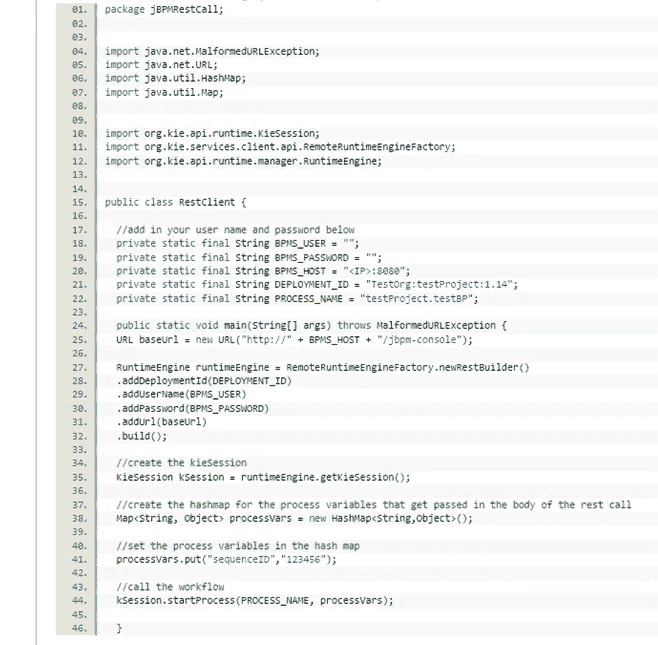 01. package jBPMRestCall;
02.
03.
04. import java.net.MalformedURLException;
05. import java.net.URL;
06. import java.util.HashMap;
07. import java.util.Map;
08.
09.
10. import org.kie.api.runtime.KieSession;
11. import org.kie.services.client.api.RemoteRuntimeEngineFactory;
12. import org.kie.api.runtime.manager.RuntimeEngine;
13.
14.
15. public class RestClient {
16.
17. //add in your user name and password below
18. private static final String BPMS_USER = "";
19. private static final String BPMS_PASSWORD = "";
20. private static final String BPMS_HOST = "<IP>:8080";
21. private static final String DEPLOYMENT_ID = "TestOrg:testProject:1.14";
22. private static final String PROCESS_NAME = "testProject.testBP";
23.
24. public static void main(String[] args) throws MalformedURLException {
25. URL baseUrl = new URL("http://" + BPMS_HOST + "/jbpm-console");
26.
27. RuntimeEngine runtimeEngine = RemoteRuntimeEngineFactory.newRestBuilder()
28. .addDeploymentId(DEPLOYMENT_ID)
29. .addUserName(BPMS_USER)
30. .addPassword(BPMS_PASSWORD)
31. .addUrl(baseUrl)
32. .build();
33.
34. //create the kieSession
35. KieSession kSession = runtimeEngine.getKieSession();
36.
37. //create the hashmap for the process variables that get passed in the body of the rest call
38. Map<String, Object> processVars = new HashMap<String,Object>();
39.
40. //set the process variables in the hash map
41. processVars.put("sequenceID","123456");
42.
43. //call the workflow
44. kSession.startProcess(PROCESS_NAME, processVars);
45.
46. }